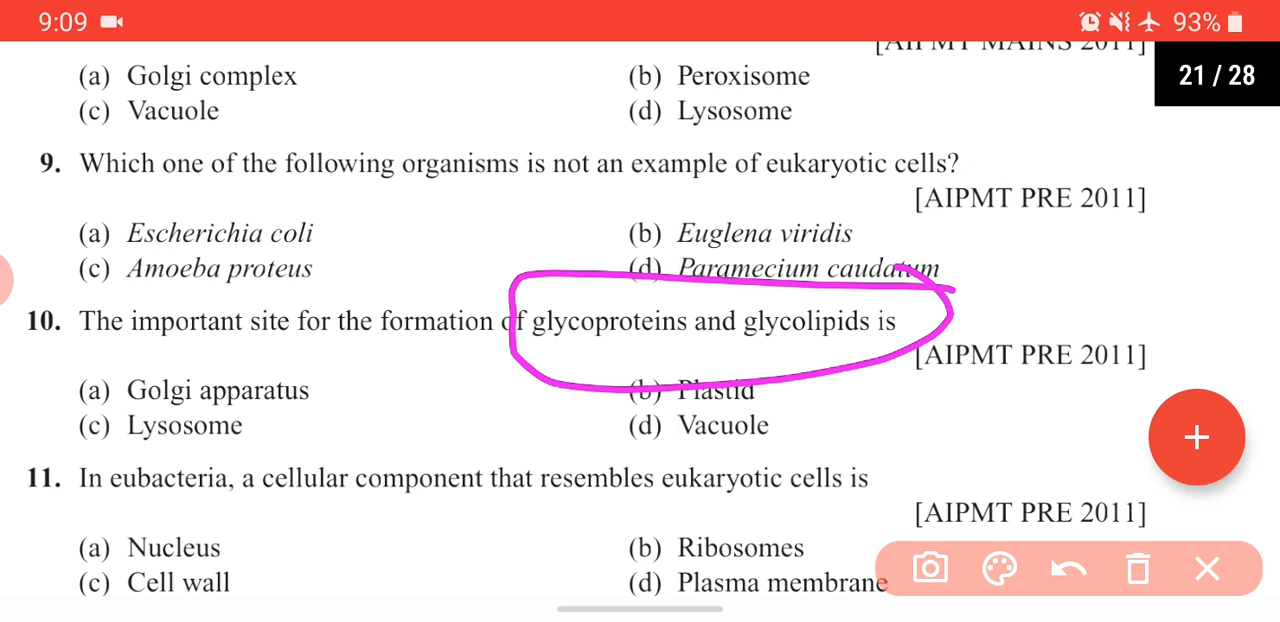 9:09 93%
[AIPMT MAINS 2011]
21 / 28
(a) Golgi complex (b) Peroxisome
(c) Vacuole (d) Lysosome
9. Which one of the following organisms is not an example of eukaryotic cells?
[AIPMT PRE 2011]
(a) Escherichia coli (b) Euglena viridis
(c) Amoeba proteus (d) Paramecium caudatum
10. The important site for the formation of glycoproteins and glycolipids is
[AIPMT PRE 2011]
(a) Golgi apparatus (b) Plastid
(c) Lysosome (d) Vacuole
11. In eubacteria, a cellular component that resembles eukaryotic cells is
[AIPMT PRE 2011]
(a) Nucleus (b) Ribosomes
(c) Cell wall (d) Plasma membrane